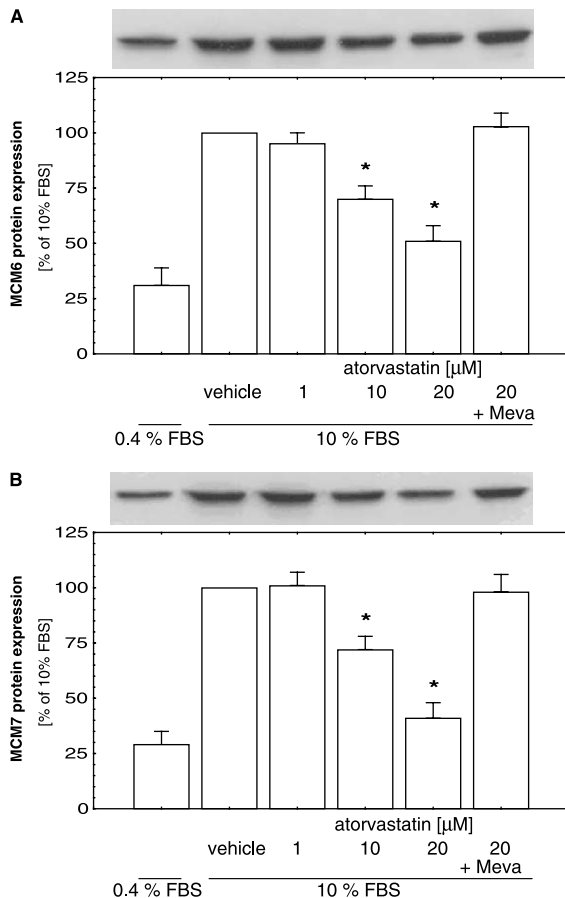 A
MCM6 protein expression
[% of 10% FBS]
125
100
75
50
25
0
*
*
atorvastatin [µM]
vehicle 1 10 20 20
+ Meva
0.4 % FBS 10 % FBS
B
MCM7 protein expression
[% of 10% FBS]
125
100
75
50
25
0
*
*
atorvastatin [µM]
vehicle 1 10 20 20
+ Meva
0.4 % FBS 10 % FBS